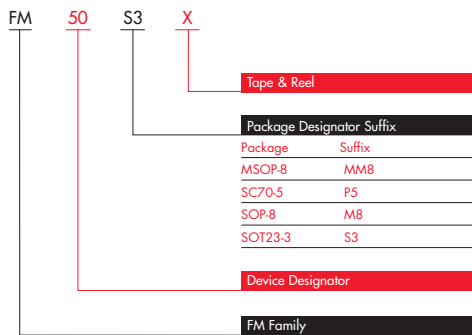 FM 50 S3 X
Tape & Reel
Package Designator Suffix
Package Suffix
MSOP-8 MM8
SC70-5 P5
SOP-8 M8
SOT23-3 S3
Device Designator
FM Family